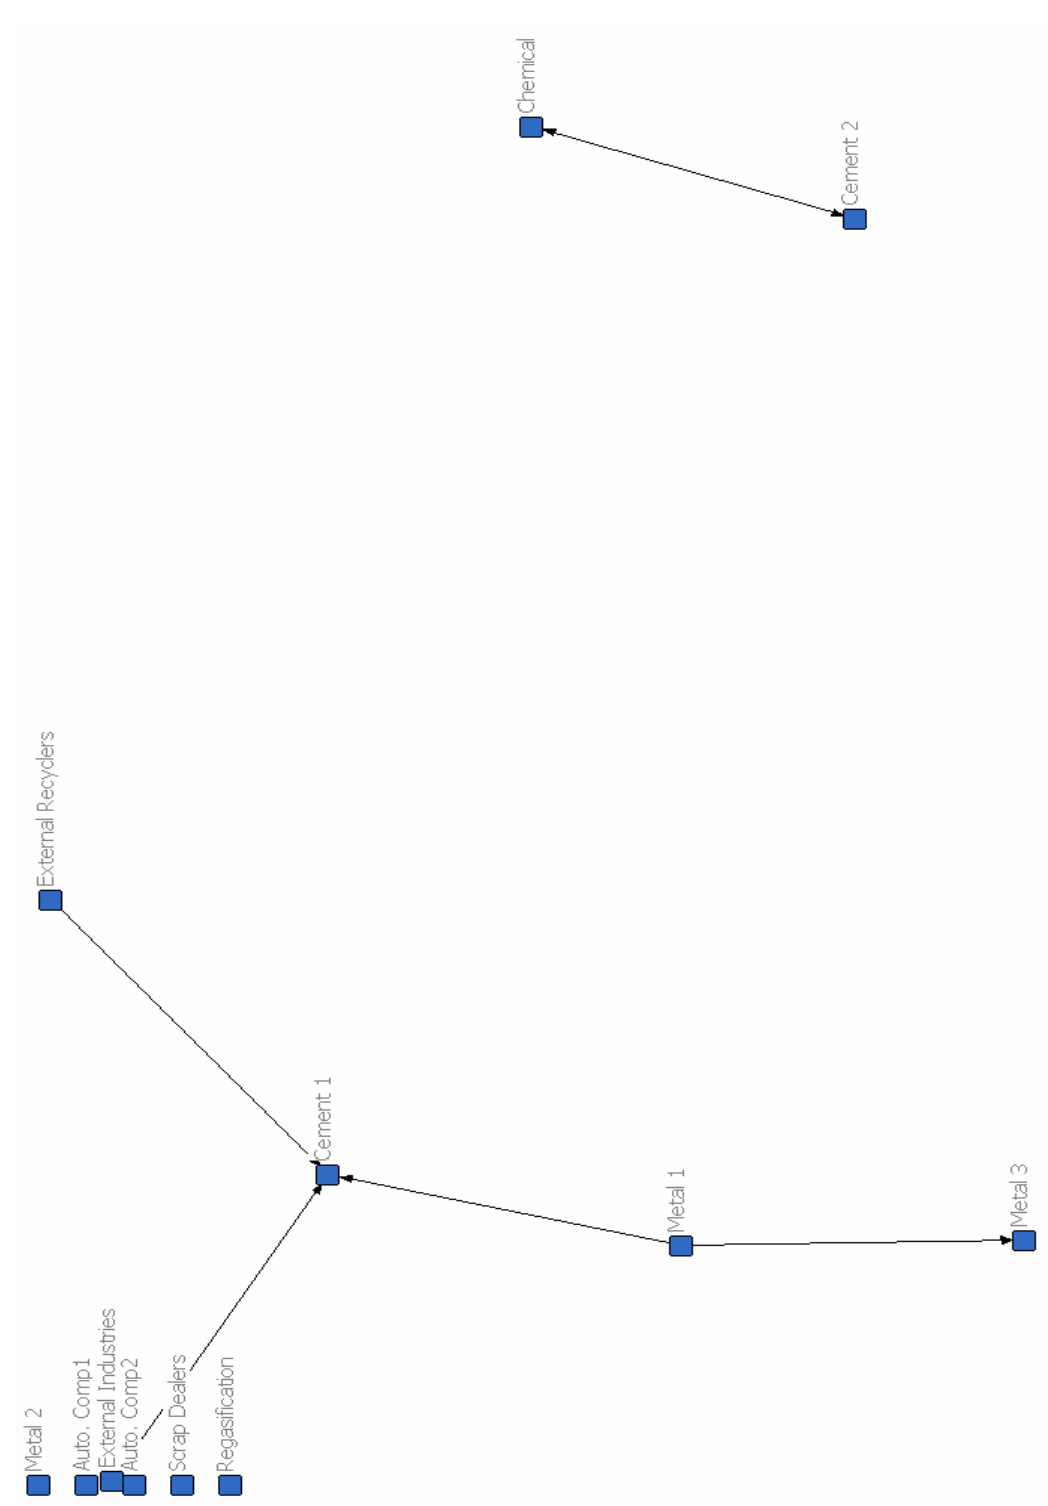 Chemical
Cement 2
External Recyclers
Cement 1
Metal 1
Metal 3
Metal 2
Auto. Comp1
External Industries
Auto. Comp2
Scrap Dealers
Regasification